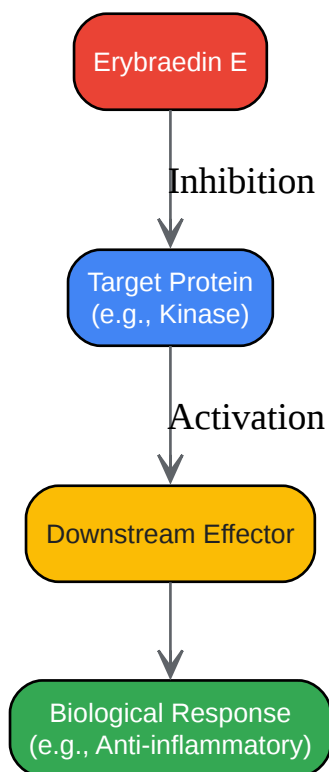 Erybraedin E
Inhibition
Target Protein
(e.g., Kinase)
Activation
Downstream Effector
Biological Response
(e.g., Anti-inflammatory)